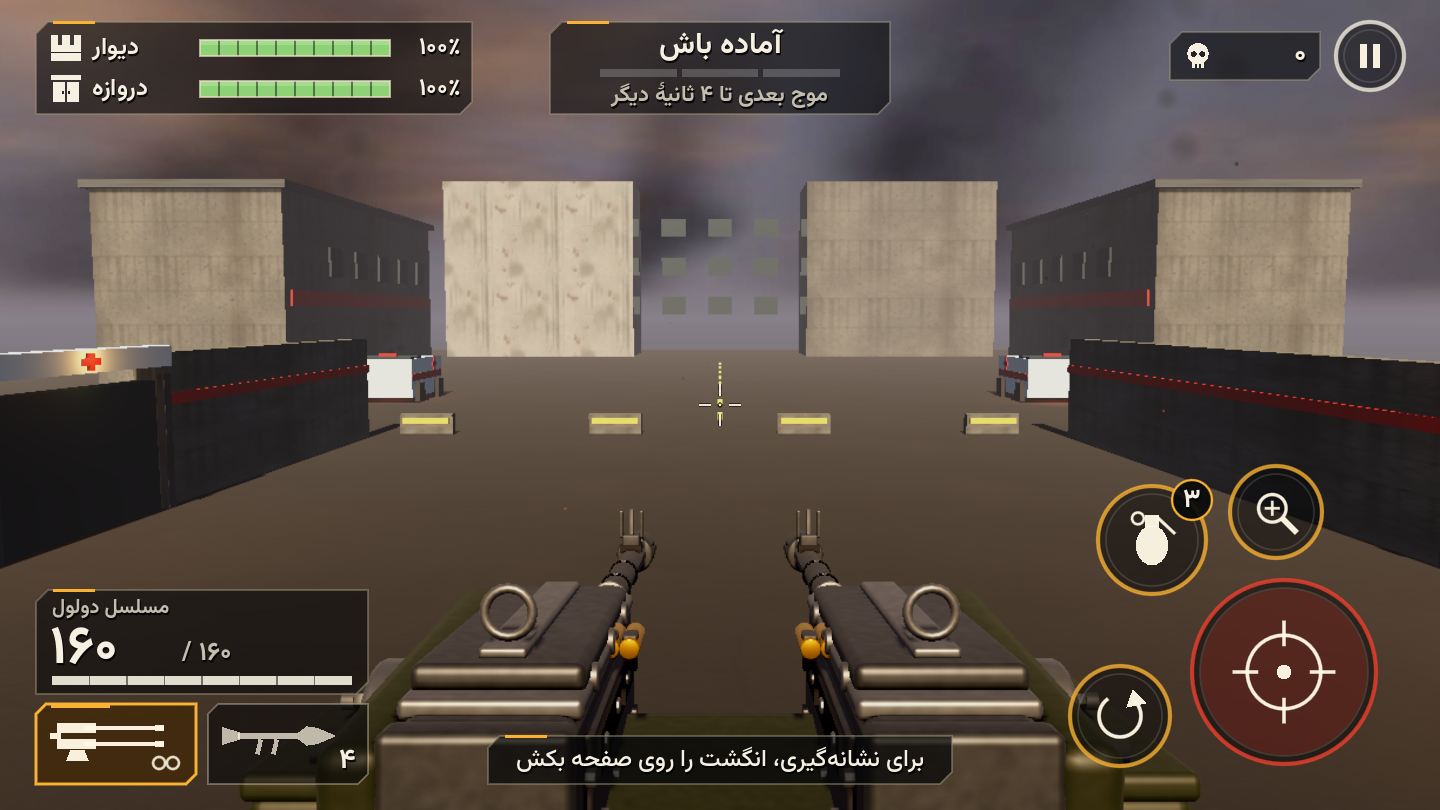 دیوار ۱۰۰٪
دروازه ۱۰۰٪
آماده باش
موج بعدی تا ۴ ثانیهٔ دیگر
۰
۳
مسلسل دولول
۱۶۰ / ۱۶۰
∞
۴
برای نشانه‌گیری، انگشت را روی صفحه بکش